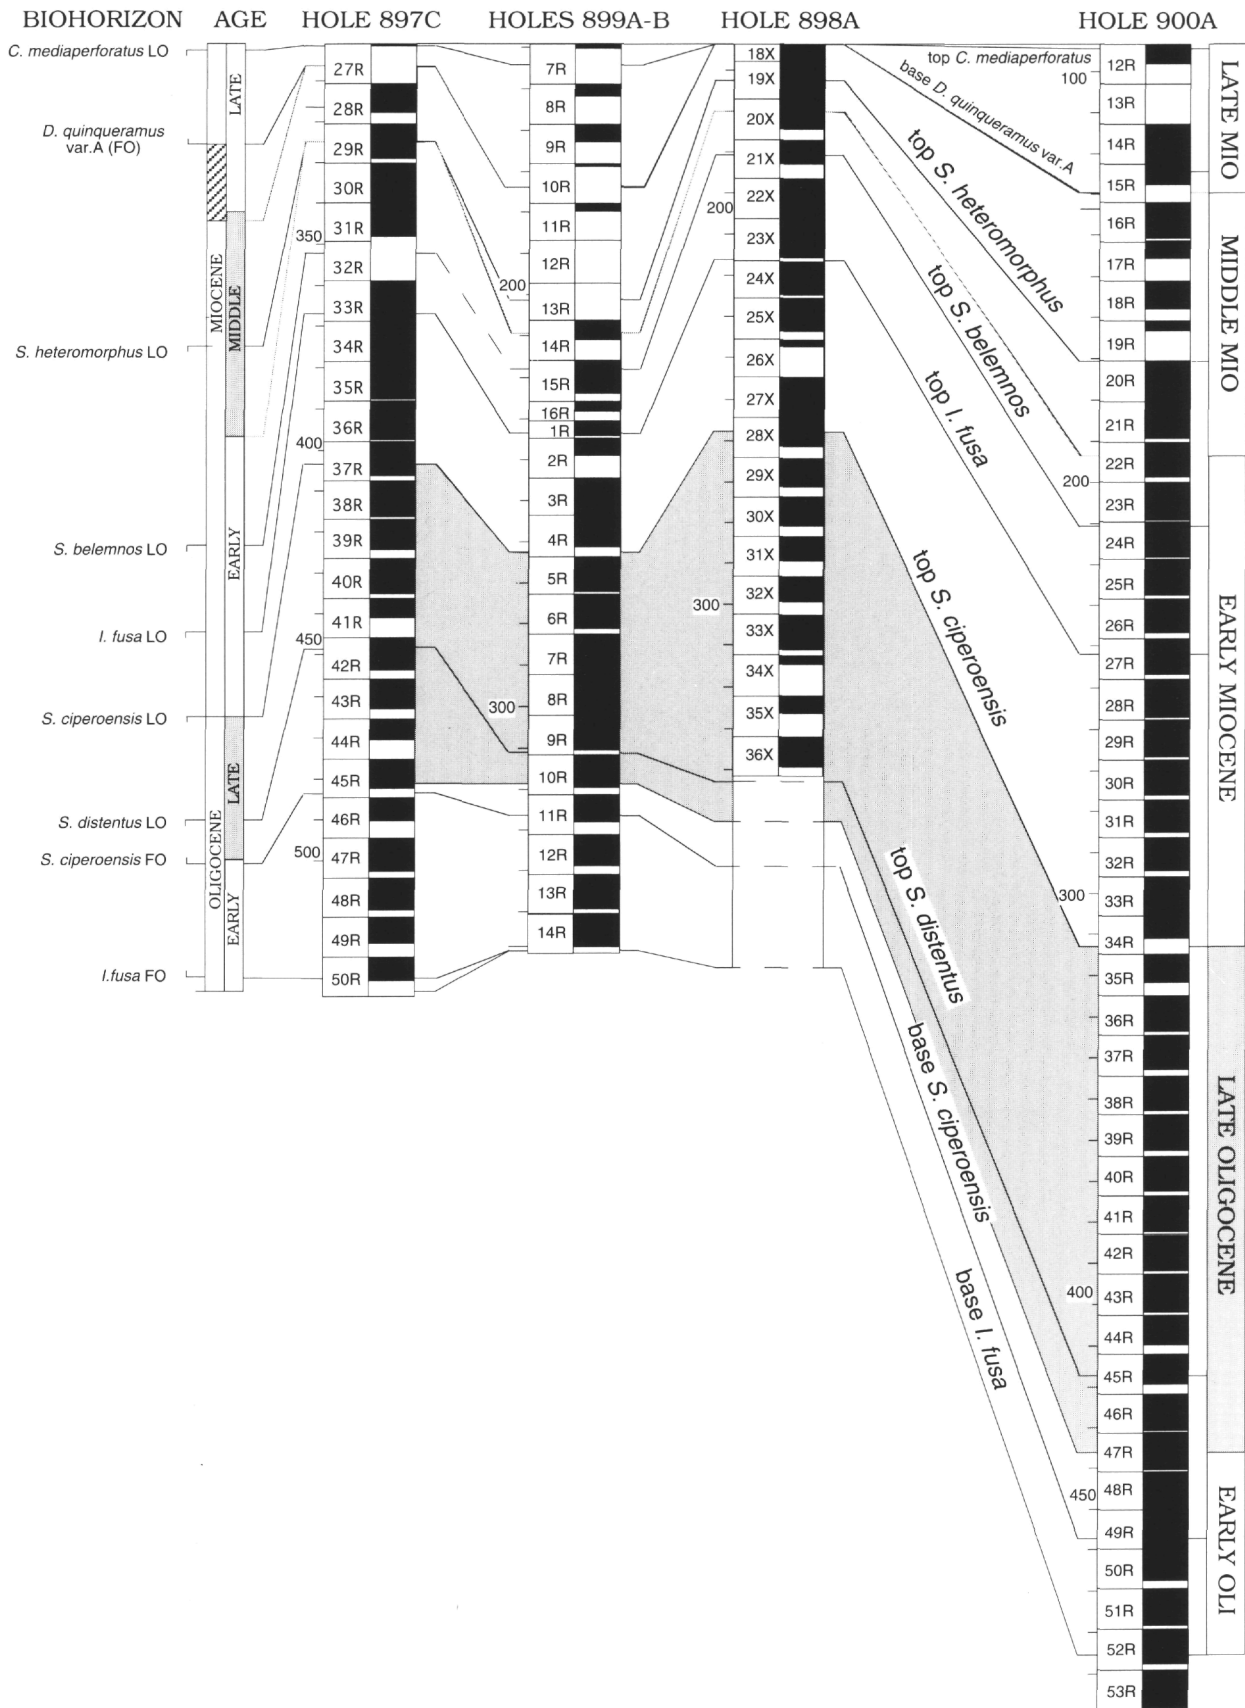 BIOHORIZON AGE HOLE 897C HOLES 899A-B HOLE 898A HOLE 900A
C. mediaperforatus LO
D. quinqueramus
var.A (FO)
S. heteromorphus LO
S. belemnos LO
I. fusa LO
S. ciperoensis LO
S. distentus LO
S. ciperoensis FO
I.fusa FO
MIOCENE
OLIGOCENE
LATE
MIDDLE
EARLY
LATE
EARLY
27R
28R
29R
30R
31R
350
32R
33R
34R
35R
36R
400
37R
38R
39R
40R
41R
450
42R
43R
44R
45R
46R
500
47R
48R
49R
50R
7R
8R
9R
10R
11R
12R
200
13R
14R
15R
16R
1R
2R
3R
4R
5R
6R
7R
8R
300
9R
10R
11R
12R
13R
14R
18X
19X
20X
21X
22X
200
23X
24X
25X
26X
27X
28X
29X
30X
31X
32X
300
33X
34X
35X
36X
top C. mediaperforatus
base D. quinqueramus var.A
top S. heteromorphus
top S. belemnos
top I. fusa
top S. ciperoensis
top S. distentus
base S. ciperoensis
base I. fusa
12R
100
13R
14R
15R
16R
17R
18R
19R
20R
21R
22R
200
23R
24R
25R
26R
27R
28R
29R
30R
31R
32R
300
33R
34R
35R
36R
37R
38R
39R
40R
41R
42R
400
43R
44R
45R
46R
47R
450
48R
49R
50R
51R
52R
53R
LATE MIO
MIDDLE MIO
EARLY MIOCENE
LATE OLIGOCENE
EARLY OLI